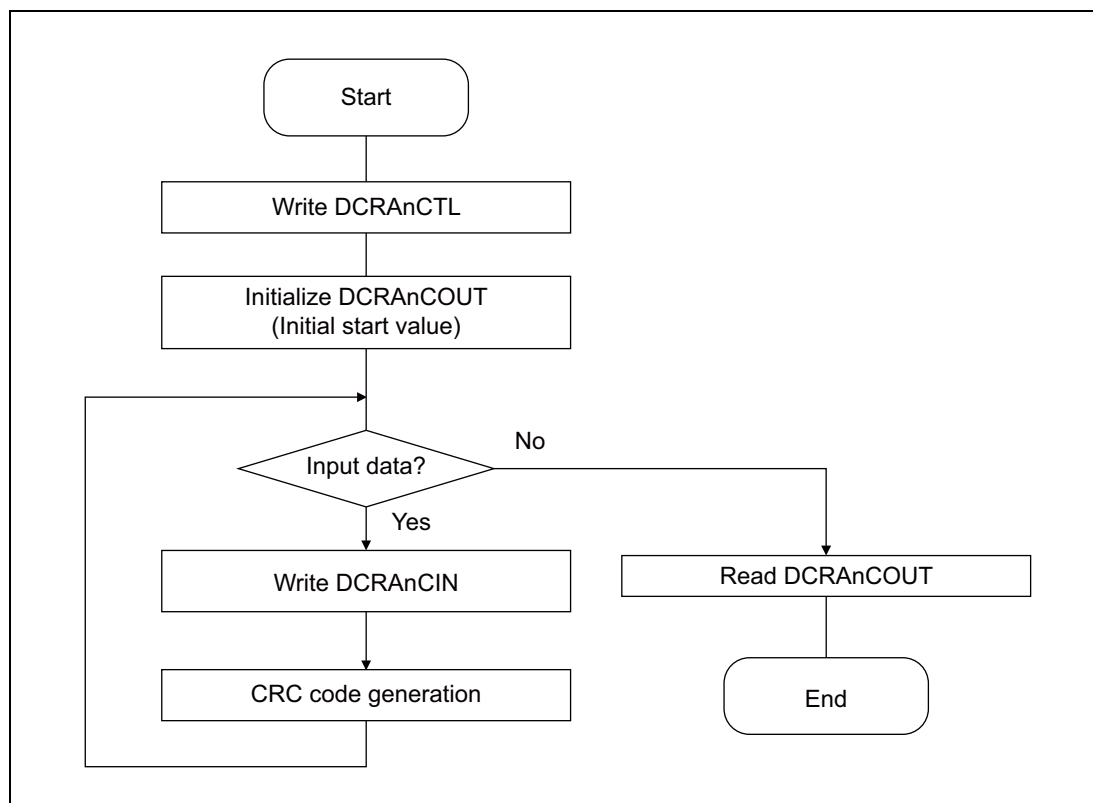 Start
Write DCRAnCTL
Initialize DCRAnCOUT
(Initial start value)
Input data?
No
Yes
Write DCRAnCIN
Read DCRAnCOUT
CRC code generation
End